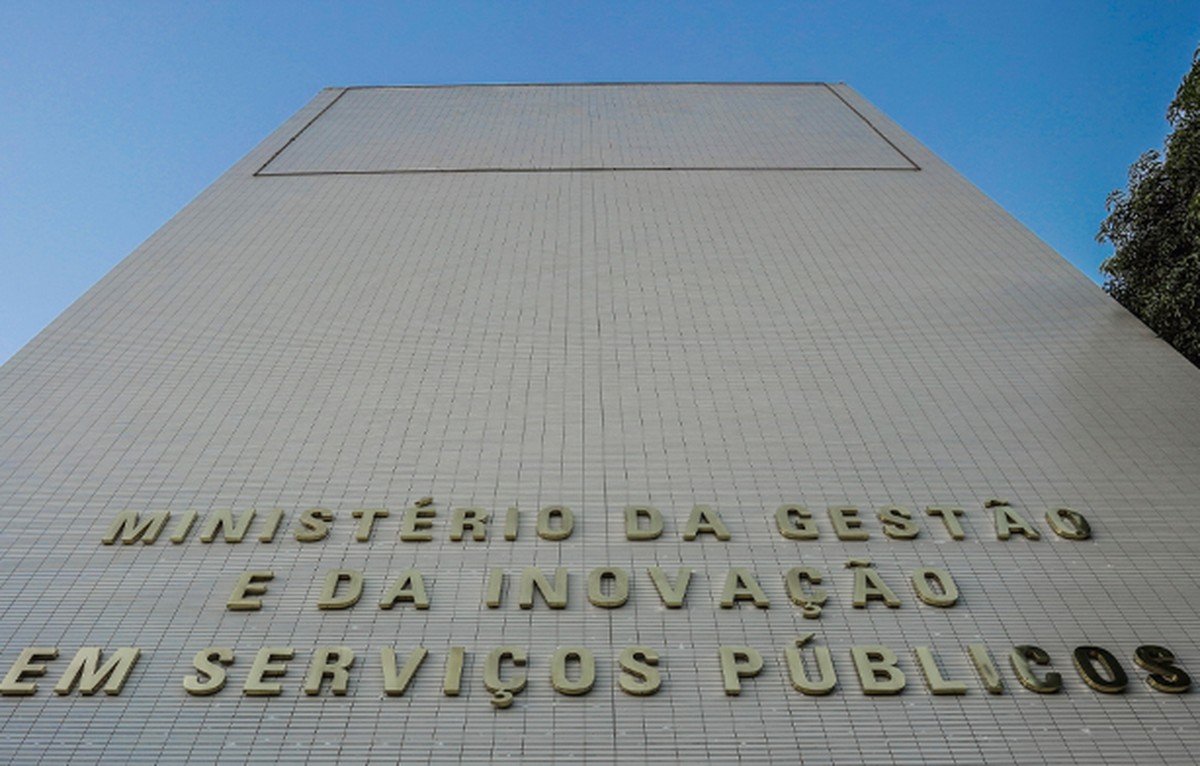 MINISTÉRIO DA GESTÃO
E DA INOVAÇÃO
EM SERVIÇOS PÚBLICOS